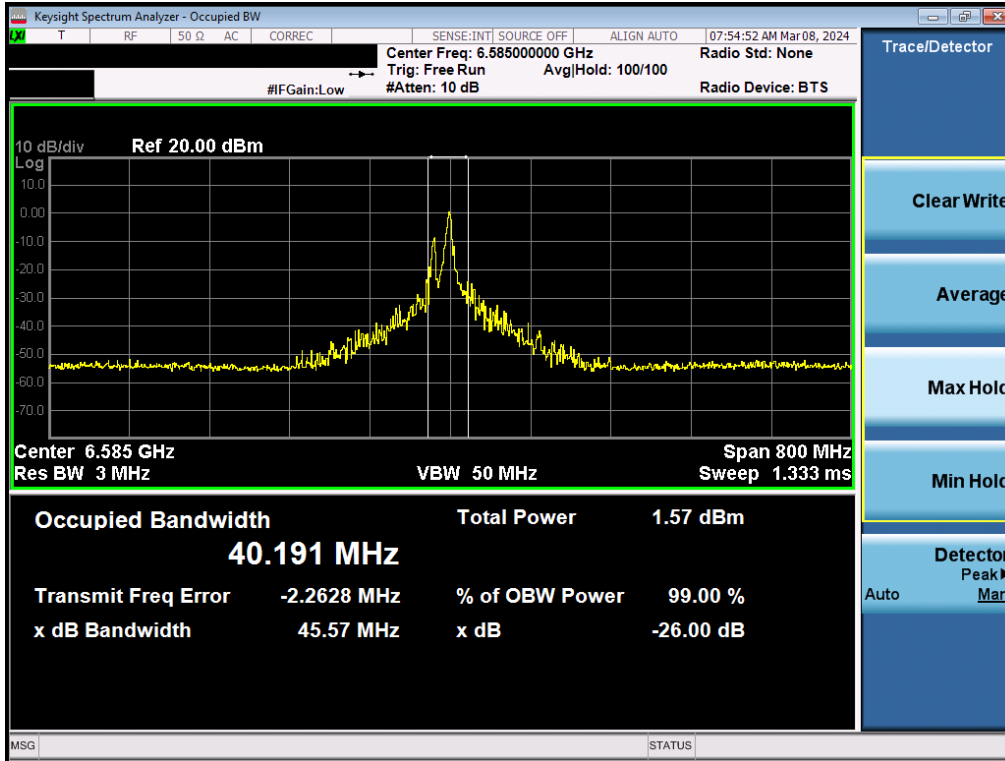 Keysight Spectrum Analyzer - Occupied BW
LXI T RF 50 Ω AC CORREC SENSE:INT SOURCE OFF ALIGN AUTO 07:54:52 AM Mar 08, 2024
Center Freq: 6.585000000 GHz Radio Std: None
Trig: Free Run Avg|Hold: 100/100
#IFGain:Low #Atten: 10 dB Radio Device: BTS
10 dB/div Ref 20.00 dBm
Log
10.0
0.00
-10.0
-20.0
-30.0
-40.0
-50.0
-60.0
-70.0
Center 6.585 GHz Span 800 MHz
Res BW 3 MHz VBW 50 MHz Sweep 1.333 ms
Occupied Bandwidth Total Power 1.57 dBm
40.191 MHz
Transmit Freq Error -2.2628 MHz % of OBW Power 99.00 %
x dB Bandwidth 45.57 MHz x dB -26.00 dB
MSG STATUS
Trace/Detector
Clear Write
Average
Max Hold
Min Hold
Detector
Peak
Auto Man